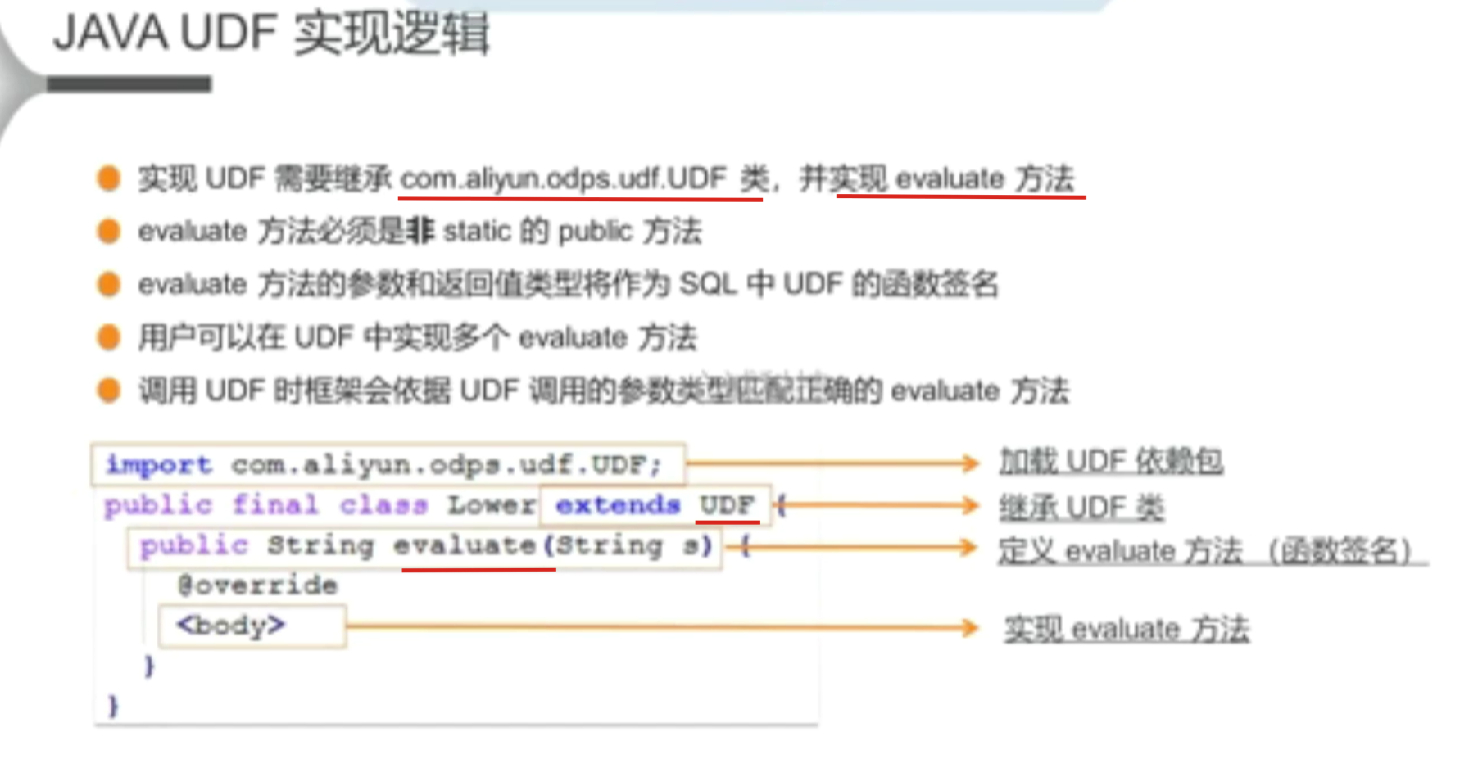 JAVA UDF 实现逻辑
实现 UDF 需要继承 com.aliyun.odps.udf.UDF 类，并实现 evaluate 方法
evaluate 方法必须是非 static 的 public 方法
evaluate 方法的参数和返回值类型将作为 SQL 中 UDF 的函数签名
用户可以在 UDF 中实现多个 evaluate 方法
调用 UDF 时框架会依据 UDF 调用的参数类型匹配正确的 evaluate 方法
import com.aliyun.odps.udf.UDF; 加载 UDF 依赖包
public final class Lower extends UDF { 继承 UDF 类
public String evaluate(String s) { 定义 evaluate 方法 （函数签名）
@override
<body> 实现 evaluate 方法
}
}